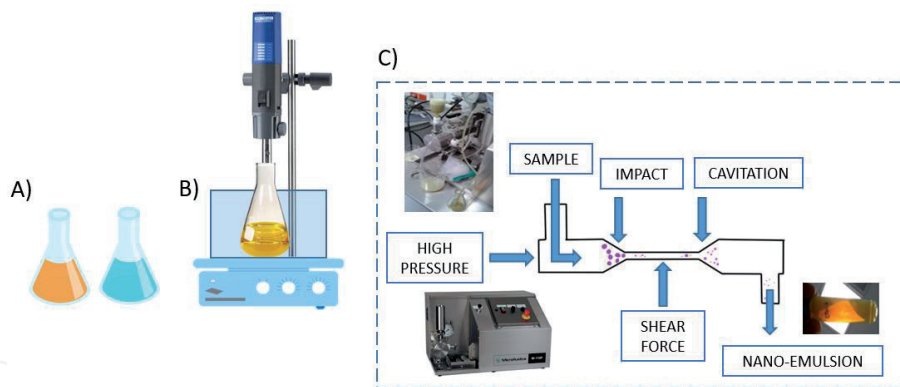 A)
B)
C)
SAMPLE
IMPACT
CAVITATION
HIGH
PRESSURE
SHEAR
FORCE
NANO-EMULSION